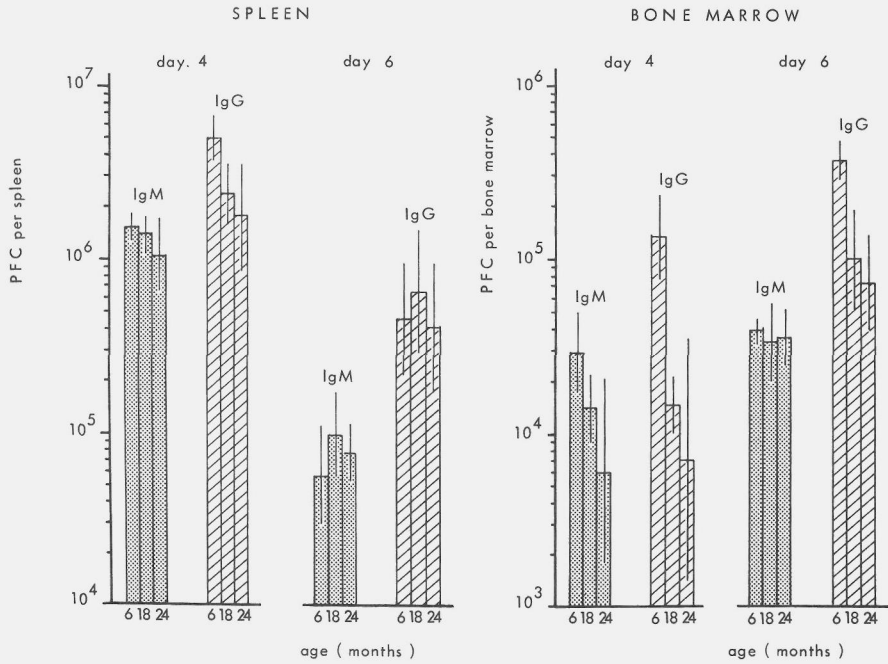 SPLEEN
day. 4
day 6
10^7
10^6
10^5
10^4
PFC per spleen
IgM
IgG
IgM
IgG
6 18 24
6 18 24
6 18 24
6 18 24
age ( months )
BONE MARROW
day 4
day 6
10^6
10^5
10^4
10^3
PFC per bone marrow
IgM
IgG
IgM
IgG
6 18 24
6 18 24
6 18 24
6 18 24
age ( months )